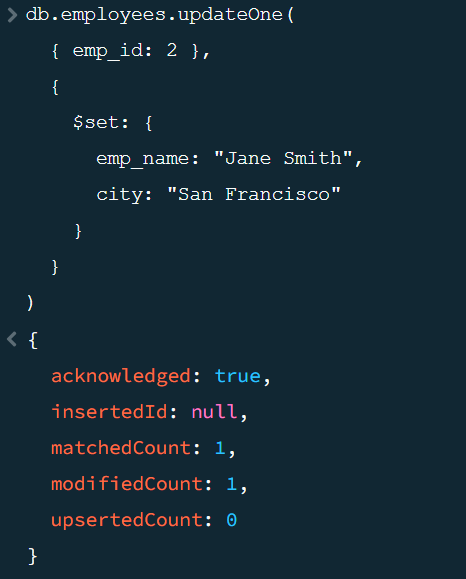 > db.employees.updateOne(
{ emp_id: 2 },
{
$set: {
emp_name: "Jane Smith",
city: "San Francisco"
}
}
)
< {
acknowledged: true,
insertedId: null,
matchedCount: 1,
modifiedCount: 1,
upsertedCount: 0
}